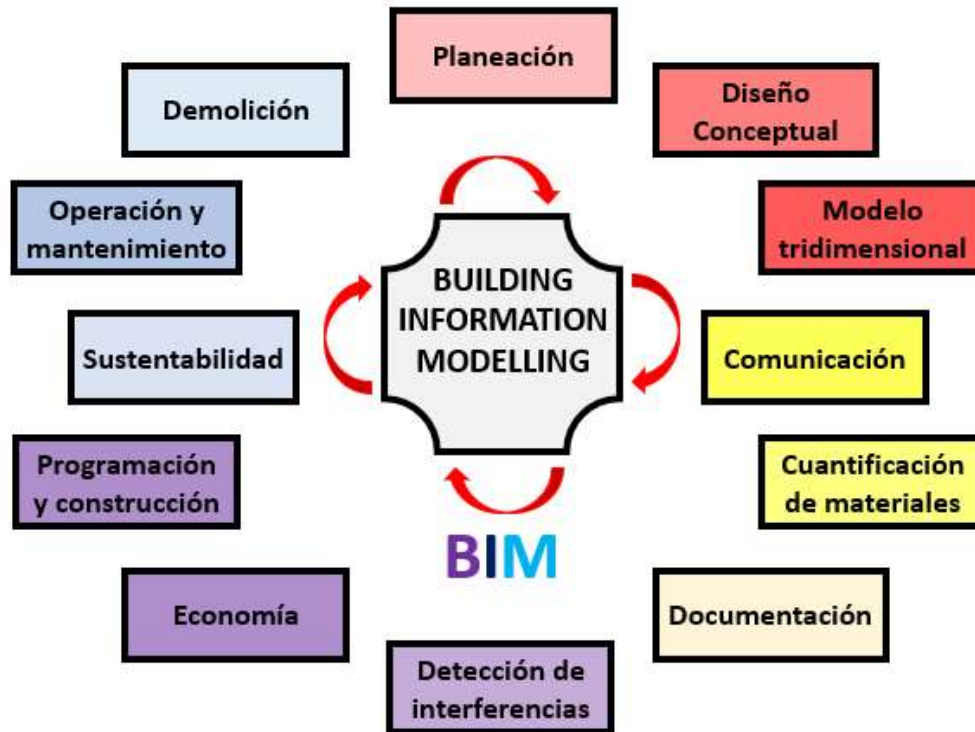 Planeación
Diseño
Conceptual
Modelo
tridimensional
Comunicación
Cuantificación
de materiales
Documentación
Detección de
interferencias
Economía
Programación
y construcción
Sustentabilidad
Operación y
mantenimiento
Demolición
BUILDING
INFORMATION
MODELLING
BIM